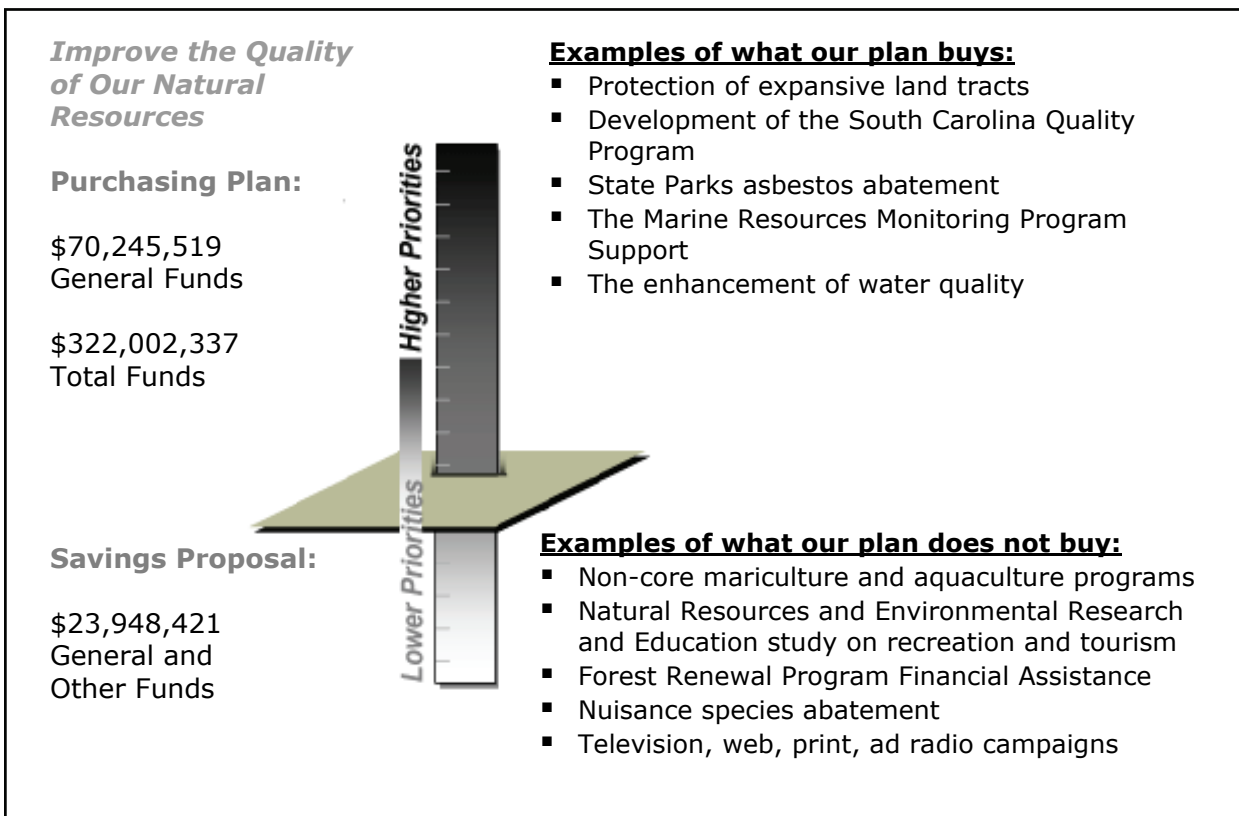 Improve the Quality
of Our Natural
Resources
Purchasing Plan:
$70,245,519
General Funds
$322,002,337
Total Funds
Higher Priorities
Lower Priorities
Savings Proposal:
$23,948,421
General and
Other Funds
Examples of what our plan buys:
▪ Protection of expansive land tracts
▪ Development of the South Carolina Quality
Program
▪ State Parks asbestos abatement
▪ The Marine Resources Monitoring Program
Support
▪ The enhancement of water quality
Examples of what our plan does not buy:
▪ Non-core mariculture and aquaculture programs
▪ Natural Resources and Environmental Research
and Education study on recreation and tourism
▪ Forest Renewal Program Financial Assistance
▪ Nuisance species abatement
▪ Television, web, print, ad radio campaigns